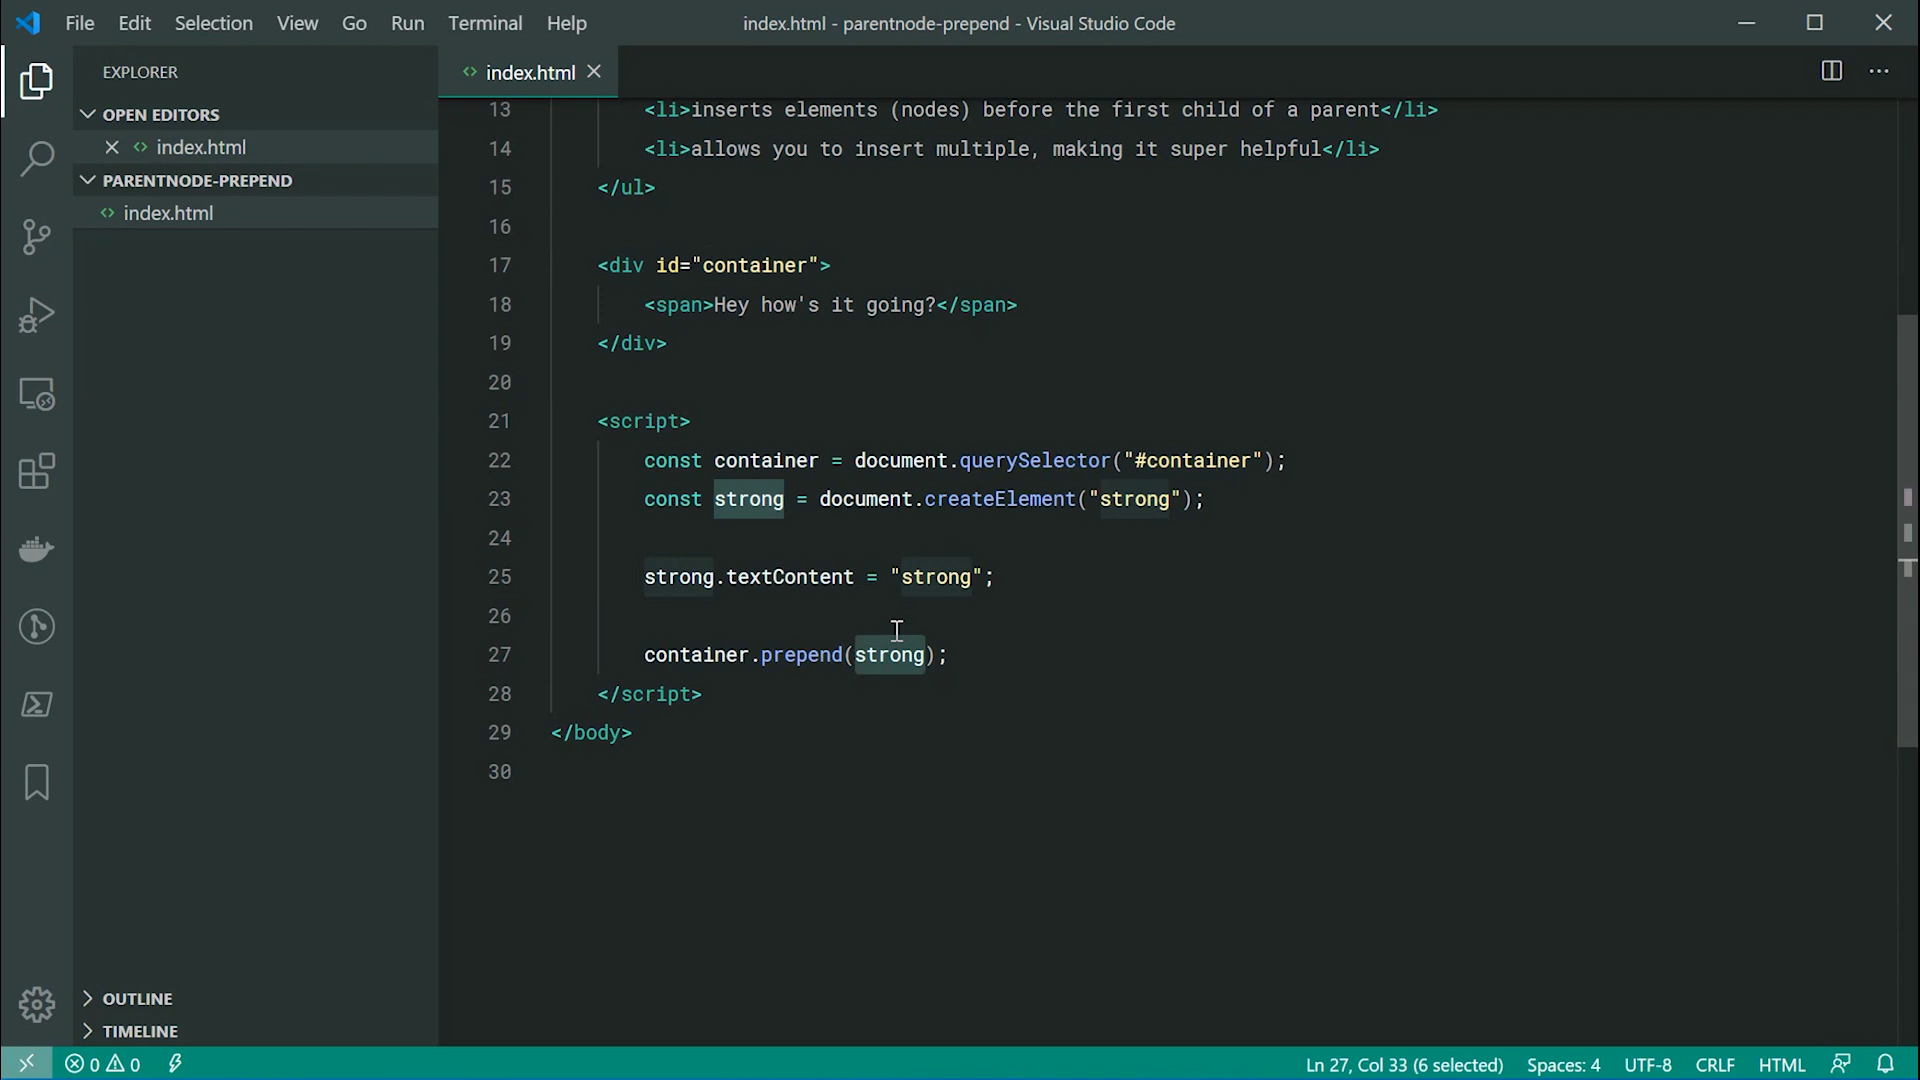 File Edit Selection View Go Run Terminal Help
index.html - parentnode-prepend - Visual Studio Code
EXPLORER
OPEN EDITORS
index.html
PARENTNODE-PREPEND
index.html
OUTLINE
TIMELINE
index.html
13 <li>inserts elements (nodes) before the first child of a parent</li>
14 <li>allows you to insert multiple, making it super helpful</li>
15 </ul>
16
17 <div id="container">
18 <span>Hey how's it going?</span>
19 </div>
20
21 <script>
22 const container = document.querySelector("#container");
23 const strong = document.createElement("strong");
24
25 strong.textContent = "strong";
26
27 container.prepend(strong);
28 </script>
29 </body>
30
0 0
Ln 27, Col 33 (6 selected) Spaces: 4 UTF-8 CRLF HTML